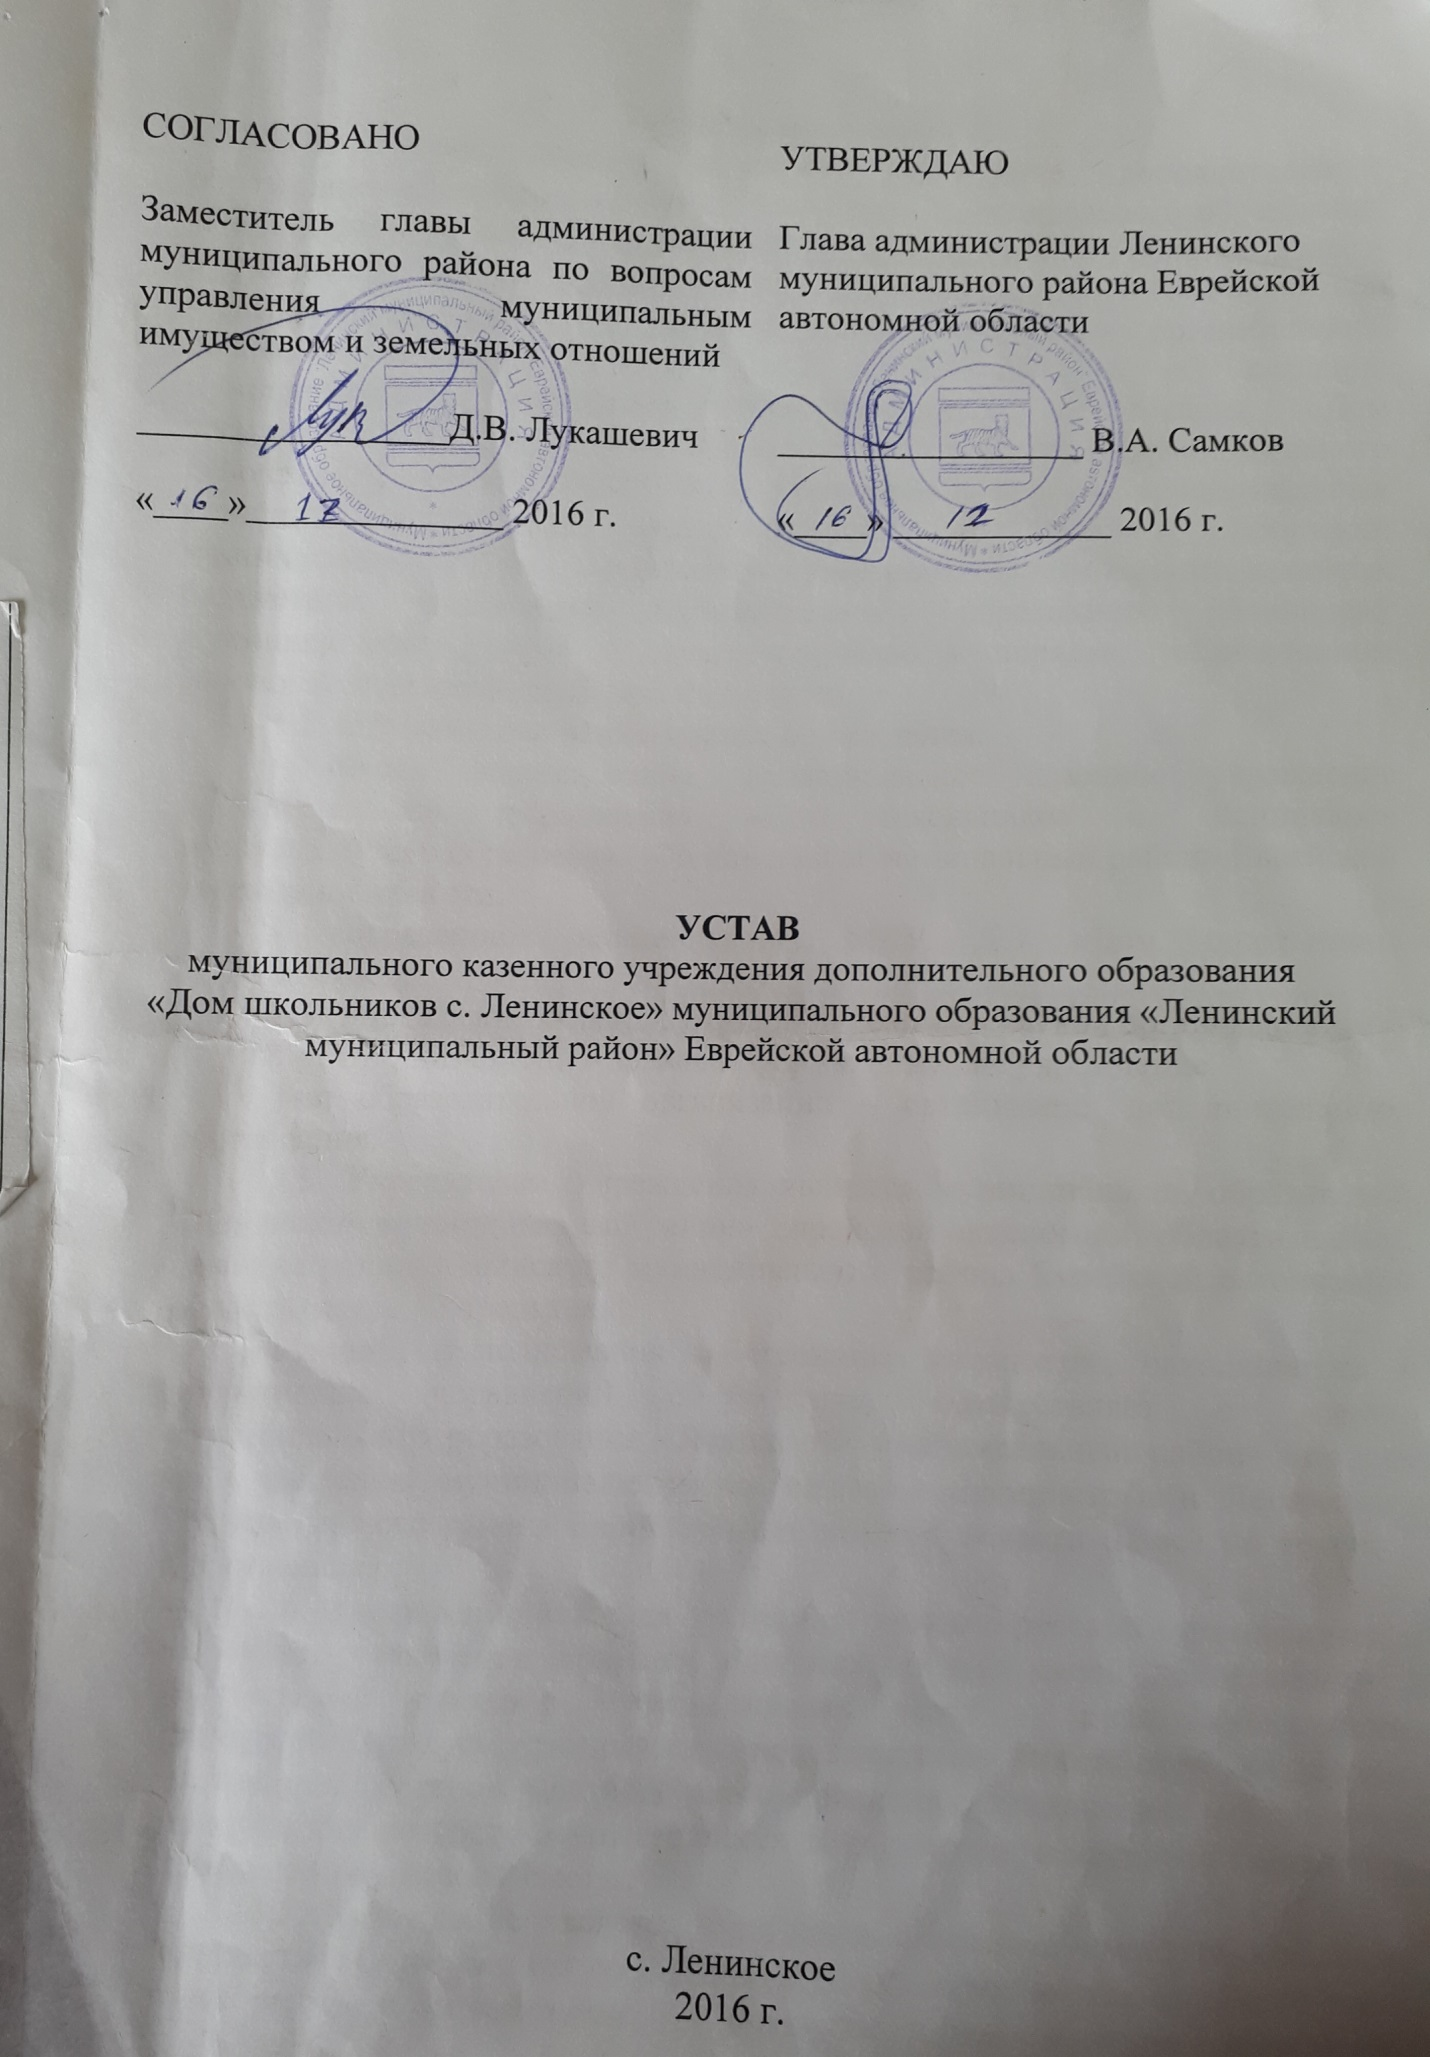 СОГЛАСОВАНО
Заместитель главы администрации
муниципального района по вопросам
управления муниципальным
имуществом и земельных отношений
Д.В. Лукашевич
«16» 12 2016 г.
УТВЕРЖДАЮ
Глава администрации Ленинского
муниципального района Еврейской
автономной области
В.А. Самков
«16» 12 2016 г.
УСТАВ
муниципального казенного учреждения дополнительного образования
«Дом школьников с. Ленинское» муниципального образования «Ленинский
муниципальный район» Еврейской автономной области
с. Ленинское
2016 г.